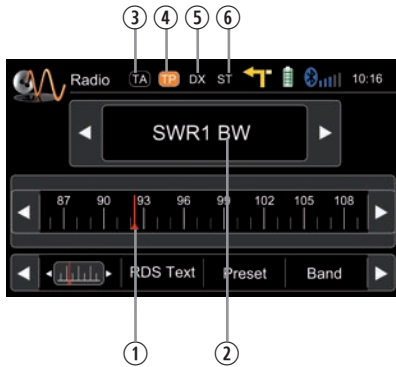 ③ ④ ⑤ ⑥
Radio TA TP DX ST 10:16
SWR1 BW
87 90 93 96 99 102 105 108
RDS Text Preset Band
① ②